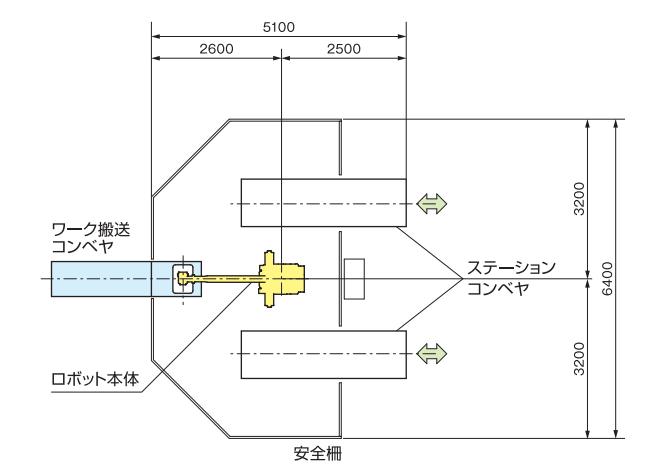 5100
2600
2500
3200
6400
3200
ワーク搬送
コンベヤ
ステーション
コンベヤ
ロボット本体
安全柵